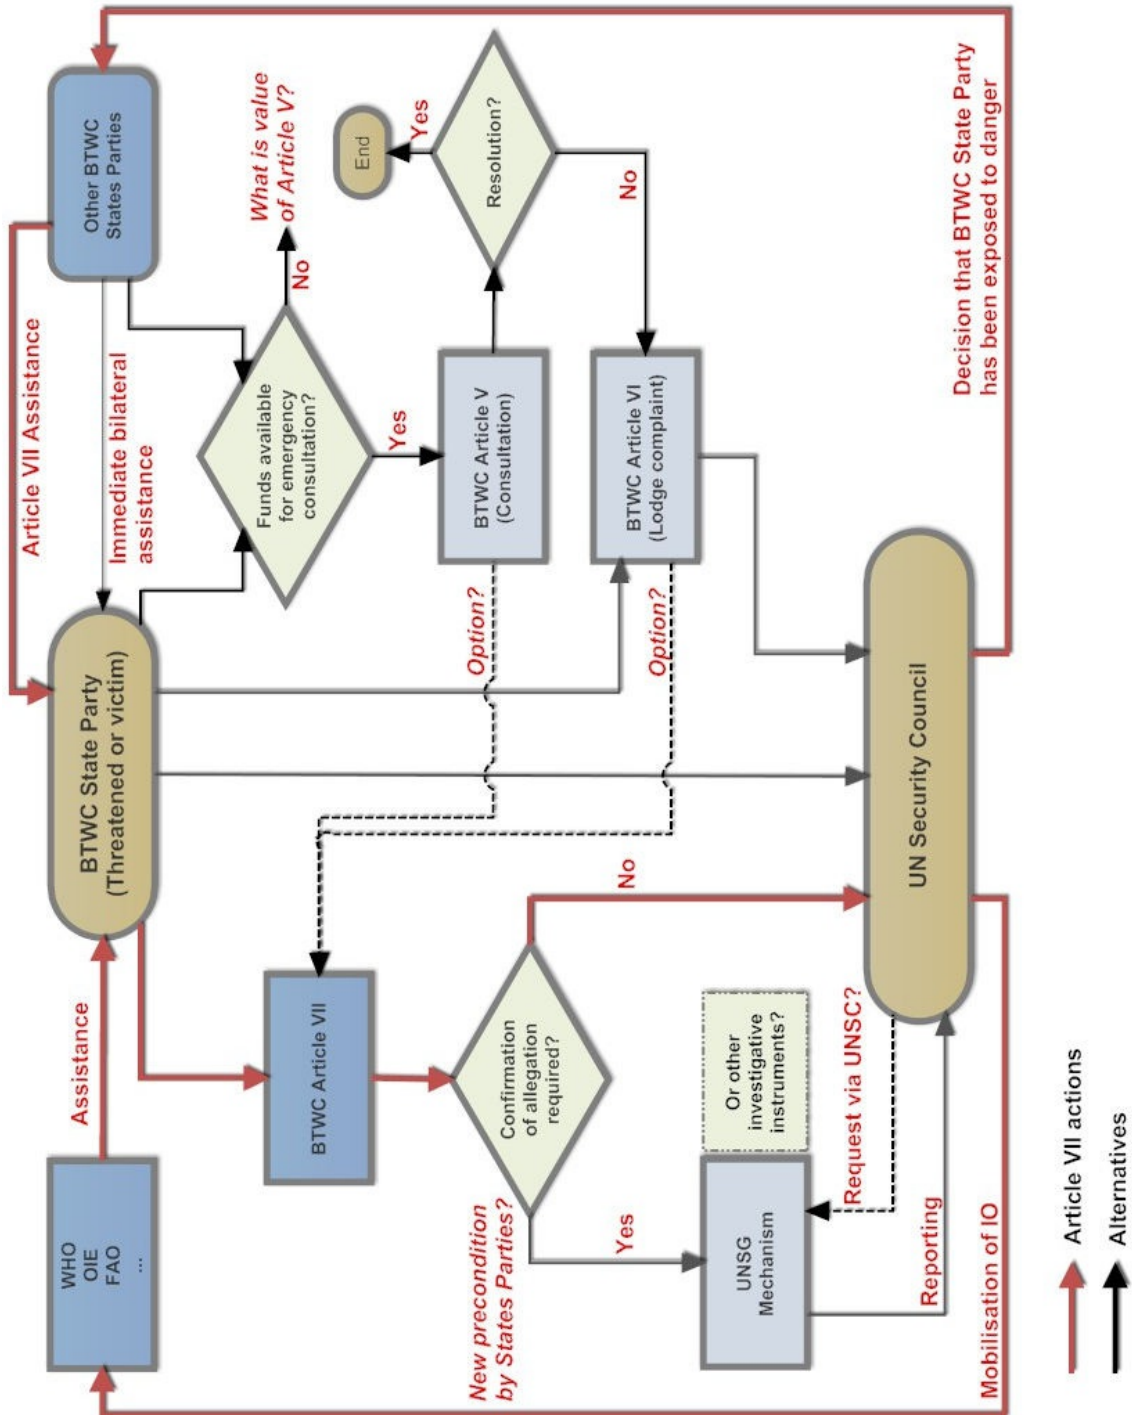 WHO
OIE
FAO
...
Assistance
BTWC State Party
(Threatened or victim)
Article VII Assistance
Immediate bilateral
assistance
Other BTWC
States Parties
BTWC Article VII
Funds available
for emergency
consultation?
No
What is value
of Article V?
Yes
New precondition
by States Parties?
Confirmation
of allegation
required?
Yes
No
Option?
BTWC Article V
(Consultation)
Resolution?
Yes
End
No
Option?
BTWC Article VI
(Lodge complaint)
UNSG
Mechanism
Or other
investigative
instruments?
Request via UNSC?
Reporting
UN Security Council
Mobilisation of IO
Decision that BTWC State Party
has been exposed to danger
Article VII actions
Alternatives